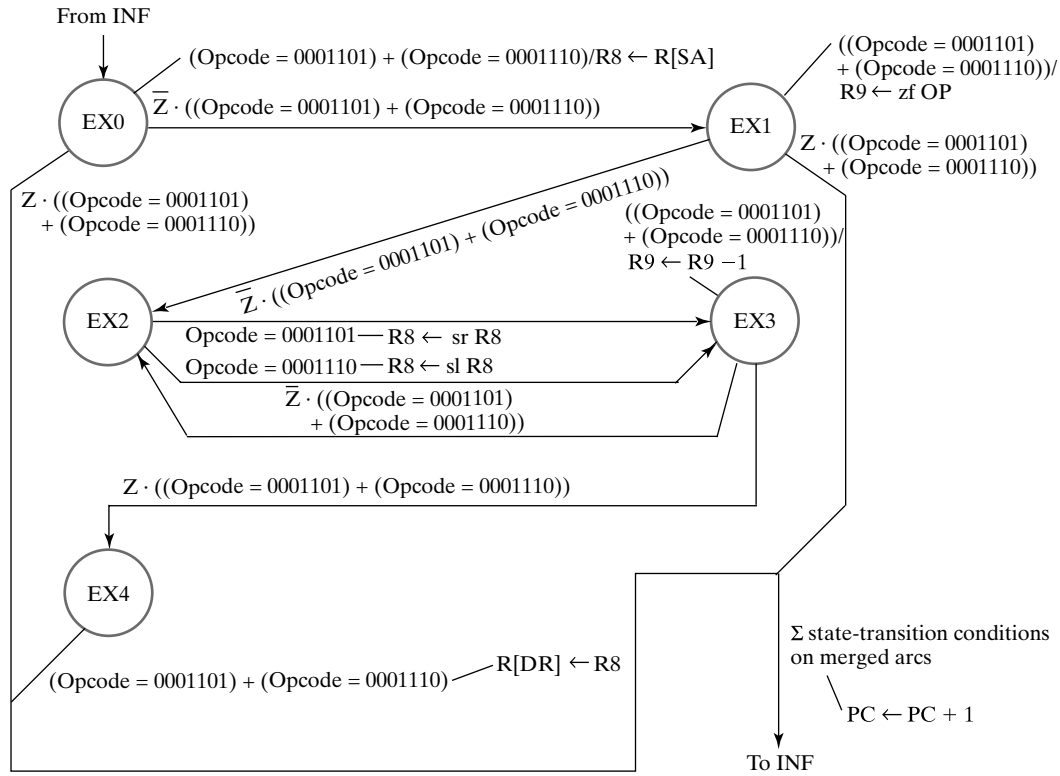 From INF
(Opcode = 0001101) + (Opcode = 0001110)/R8 ← R[SA]
((Opcode = 0001101)
+ (Opcode = 0001110))/
R9 ← zf OP
EX0
Z̅ · ((Opcode = 0001101) + (Opcode = 0001110))
EX1
Z · ((Opcode = 0001101)
+ (Opcode = 0001110))
Z · ((Opcode = 0001101)
+ (Opcode = 0001110))
Z̅ · ((Opcode = 0001101) + (Opcode = 0001110))
((Opcode = 0001101)
+ (Opcode = 0001110))/
R9 ← R9 −1
EX2
EX3
Opcode = 0001101 — R8 ← sr R8
Opcode = 0001110 — R8 ← sl R8
Z̅ · ((Opcode = 0001101)
+ (Opcode = 0001110))
Z · ((Opcode = 0001101) + (Opcode = 0001110))
EX4
(Opcode = 0001101) + (Opcode = 0001110)
R[DR] ← R8
Σ state-transition conditions
on merged arcs
PC ← PC + 1
To INF